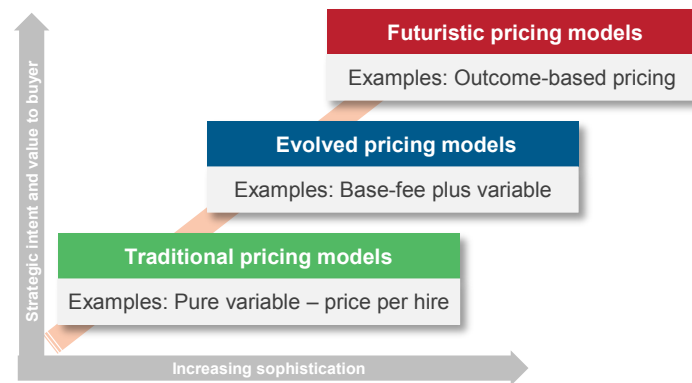 Futuristic pricing models
Examples: Outcome-based pricing
Evolved pricing models
Examples: Base-fee plus variable
Traditional pricing models
Examples: Pure variable – price per hire
Strategic intent and value to buyer
Increasing sophistication